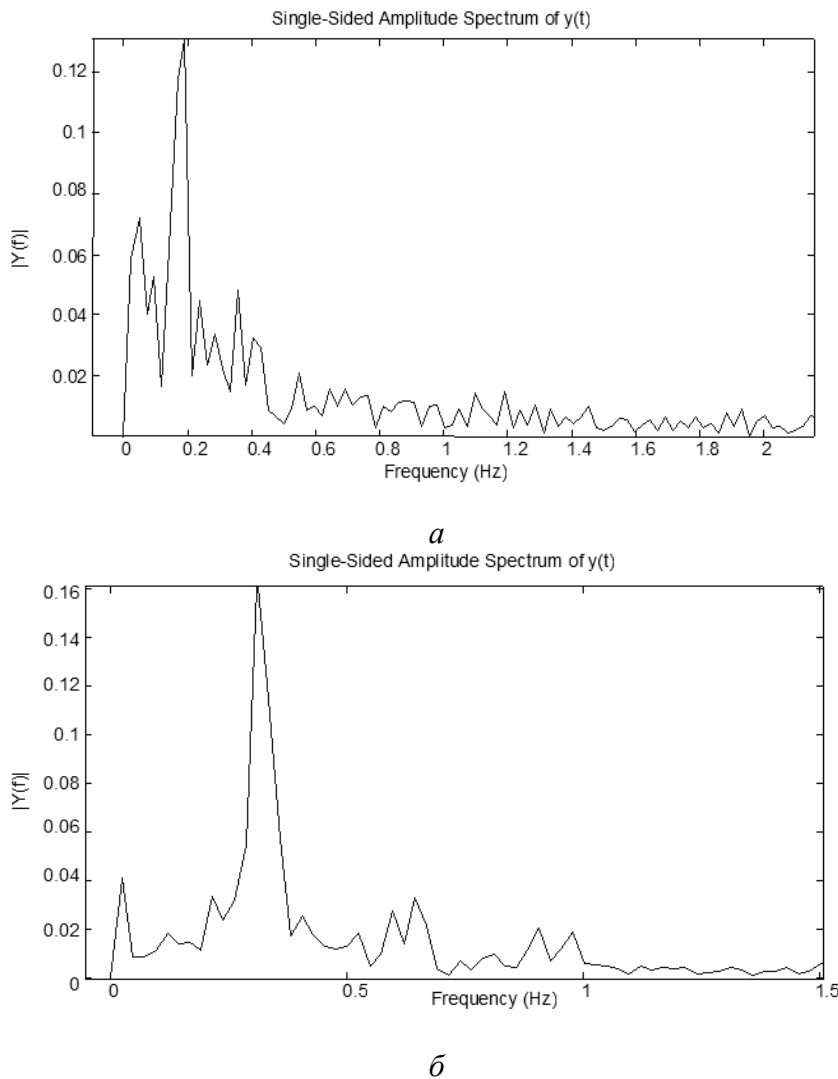 Single-Sided Amplitude Spectrum of y(t)
0.12
0.1
0.08
0.06
0.04
0.02
|Y(f)|
0 0.2 0.4 0.6 0.8 1 1.2 1.4 1.6 1.8 2
Frequency (Hz)
а
Single-Sided Amplitude Spectrum of y(t)
0.16
0.14
0.12
0.1
0.08
0.06
0.04
0.02
0
|Y(f)|
0 0.5 1 1.5
Frequency (Hz)
б